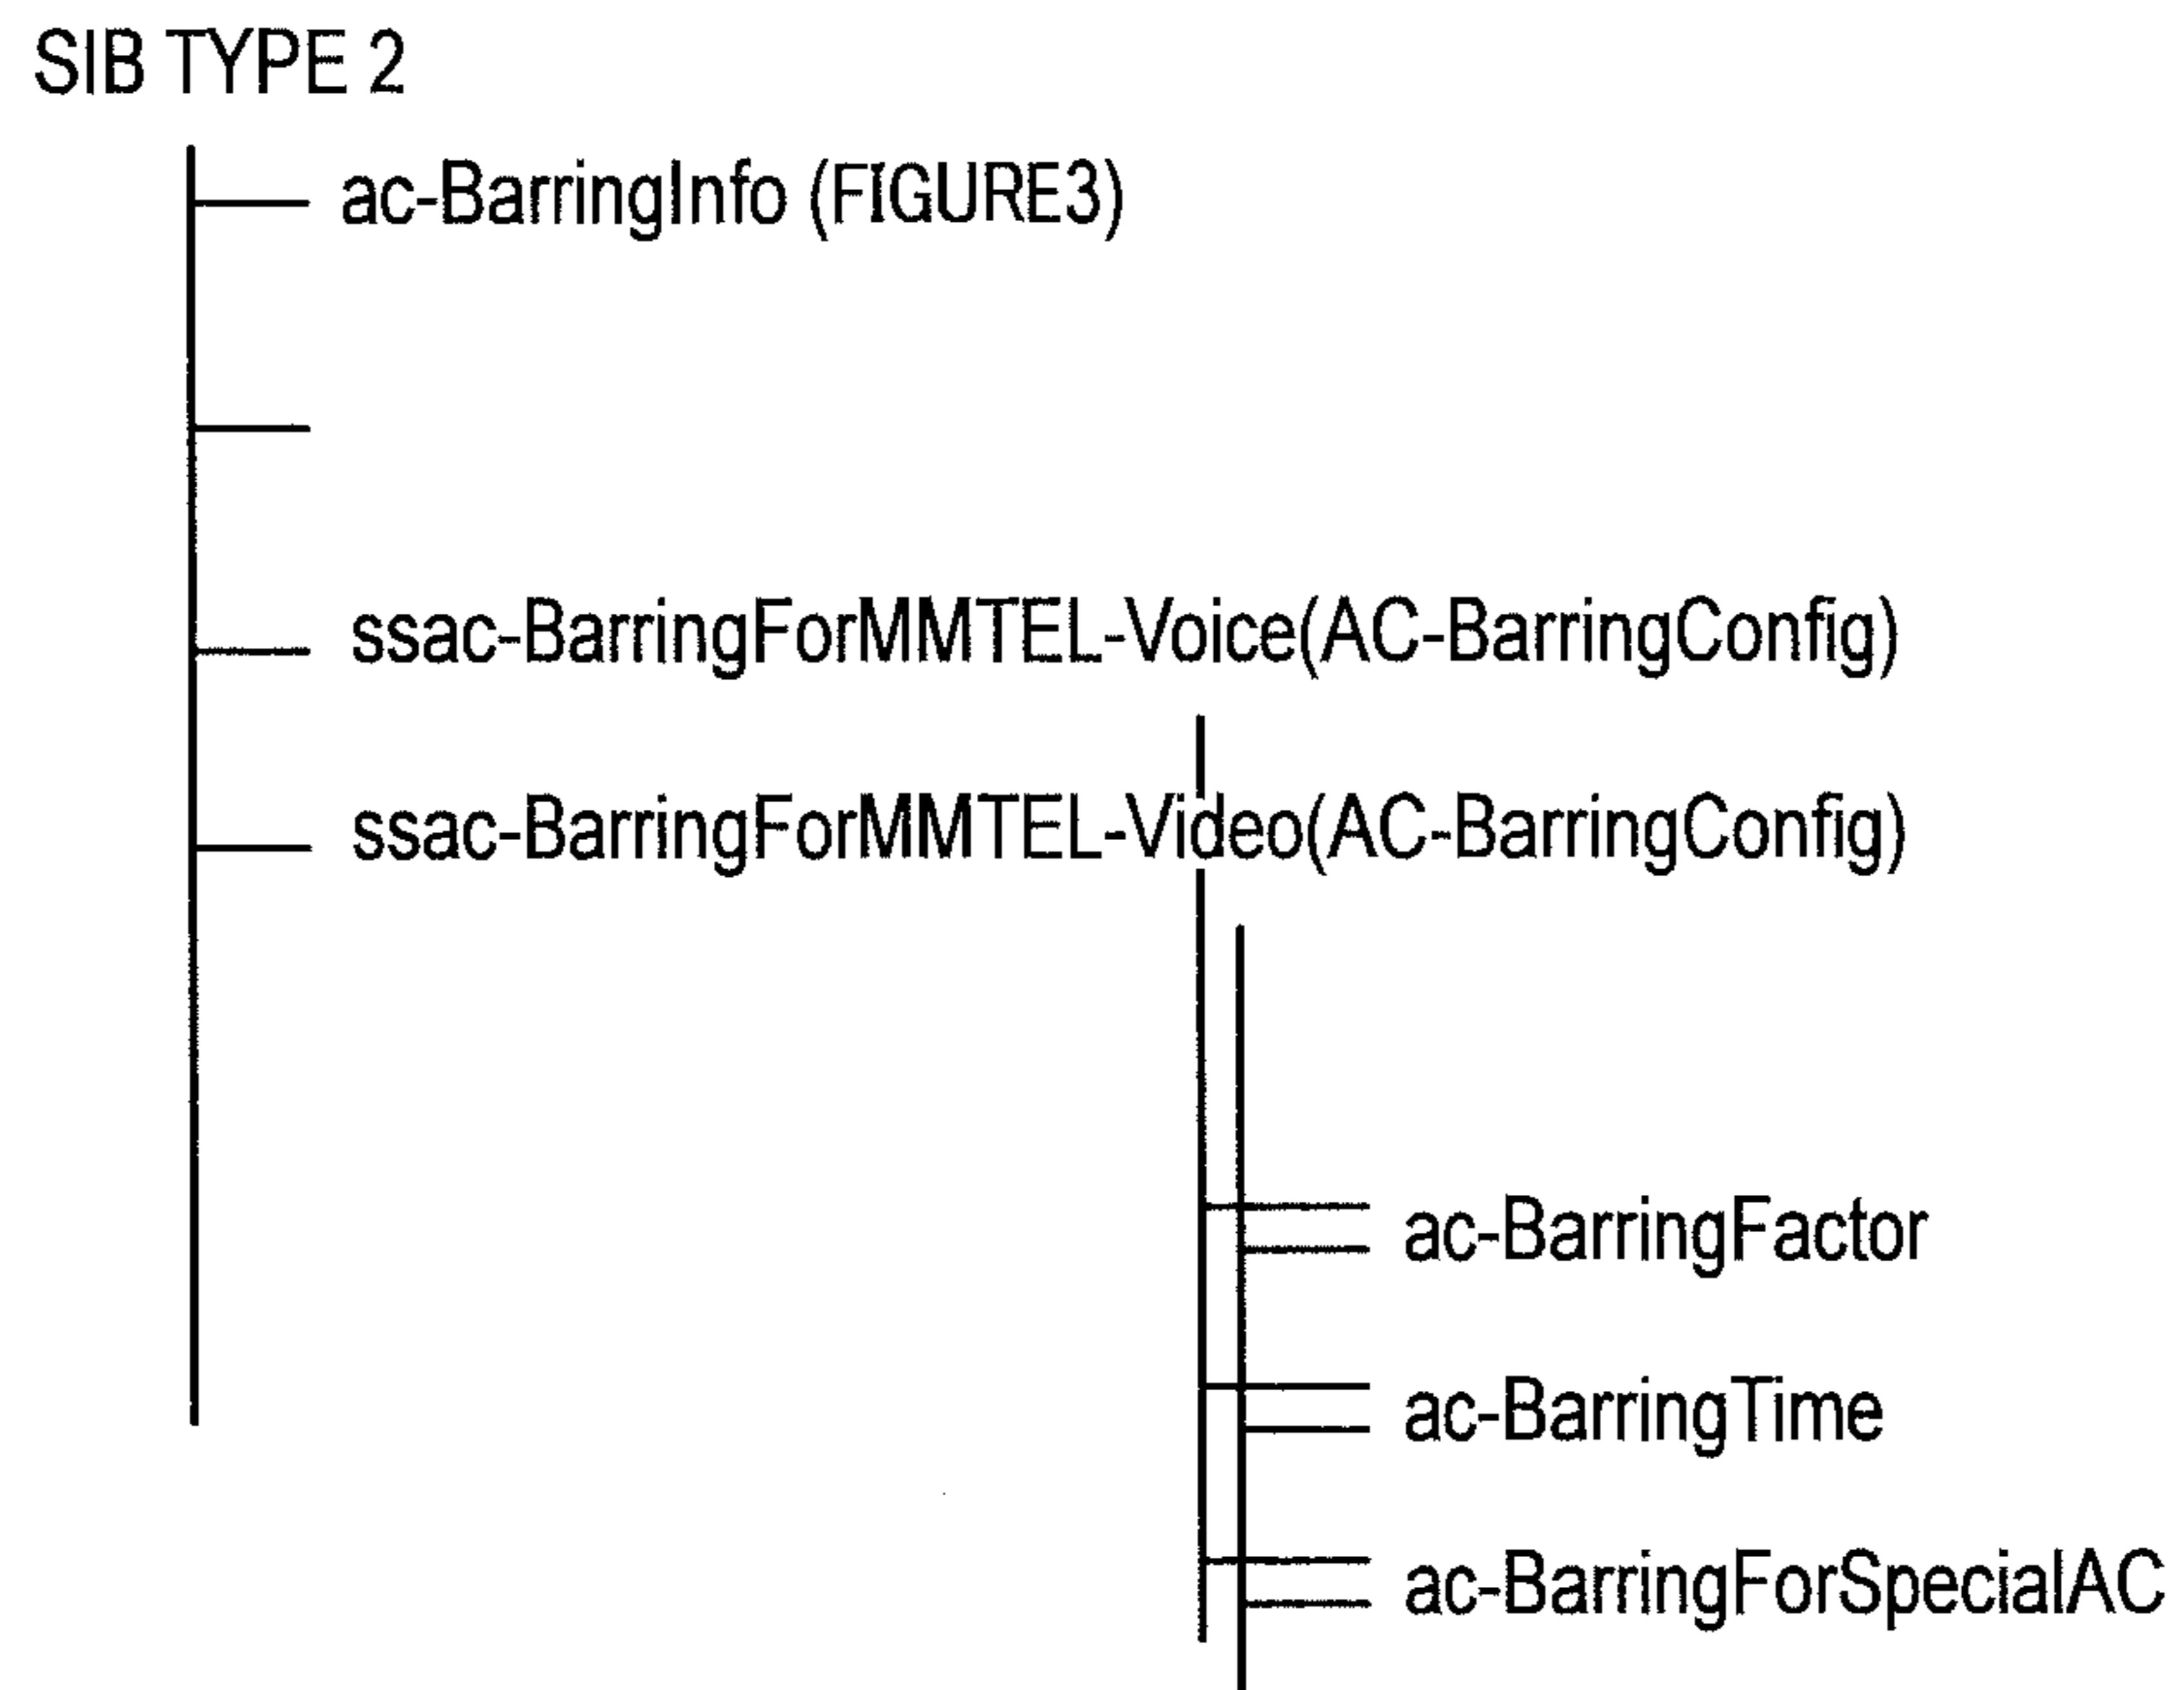 SIB TYPE 2
ac-BarringInfo (FIGURE3)
ssac-BarringForMMTEL-Voice(AC-BarringConfig)
ssac-BarringForMMTEL-Video(AC-BarringConfig)
ac-BarringFactor
ac-BarringTime
ac-BarringForSpecialAC